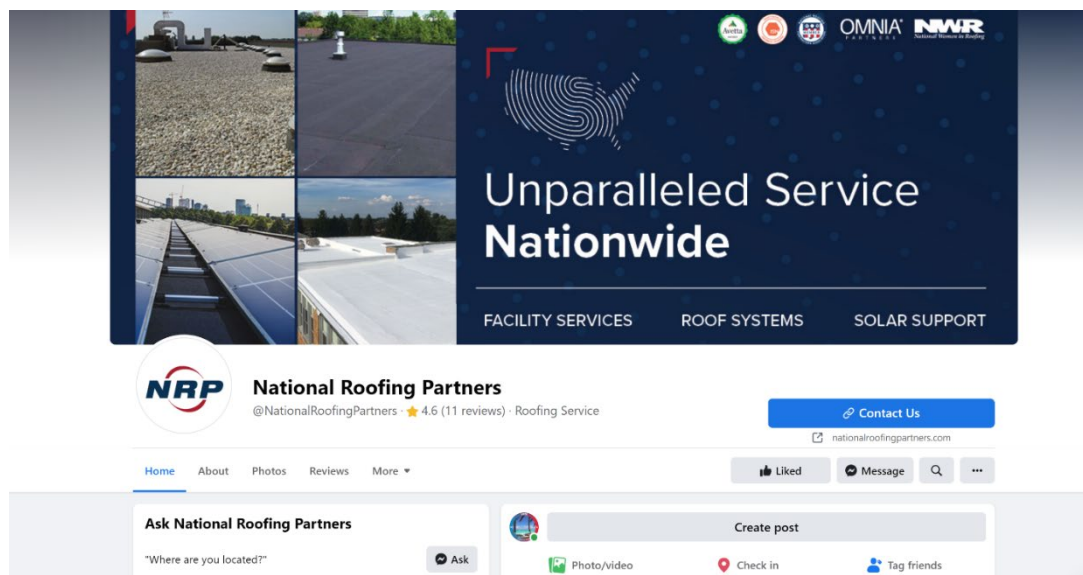 Avetta
OMNIA
PARTNERS
NWR
National Women in Roofing
Unparalleled Service
Nationwide
FACILITY SERVICES ROOF SYSTEMS SOLAR SUPPORT
NRP
National Roofing Partners
@NationalRoofingPartners · 4.6 (11 reviews) · Roofing Service
Contact Us
nationalroofingpartners.com
Home About Photos Reviews More
Liked Message
Ask National Roofing Partners
Create post
"Where are you located?" Ask
Photo/video Check in Tag friends